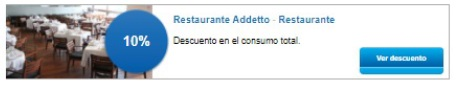 Restaurante Addetto - Restaurante
10%
Descuento en el consumo total.
Ver descuento